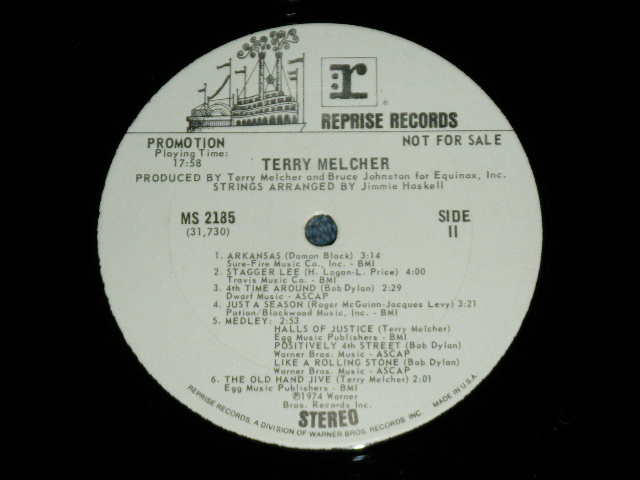 r
®
REPRISE RECORDS
PROMOTION
NOT FOR SALE
Playing Time:
17:58
TERRY MELCHER
PRODUCED BY Terry Melcher and Bruce Johnston for Equinox, Inc.
STRINGS ARRANGED BY Jimmie Haskell
MS 2185
(31,730)
SIDE
II
1. ARKANSAS (Damon Black) 3:14
Sure-Fire Music Co., Inc. - BMI
2. STAGGER LEE (H. Logan-L. Price) 4:00
Travis Music Co. - BMI
3. 4th TIME AROUND (Bob Dylan) 2:29
Dwarf Music - ASCAP
4. JUST A SEASON (Roger McGuinn-Jacques Levy) 3:21
Patian/Blackwood Music, Inc. - BMI
5. MEDLEY: 2:53
HALLS OF JUSTICE (Terry Melcher)
Egg Music Publishers - BMI
POSITIVELY 4th STREET (Bob Dylan)
Warner Bros. Music - ASCAP
LIKE A ROLLING STONE (Bob Dylan)
Warner Bros. Music - ASCAP
6. THE OLD HAND JIVE (Terry Melcher) 2:01
Egg Music Publishers - BMI
℗1974 Warner
Bros. Records Inc.
STEREO
REPRISE RECORDS, A DIVISION OF WARNER BROS. RECORDS INC. MADE IN U.S.A.